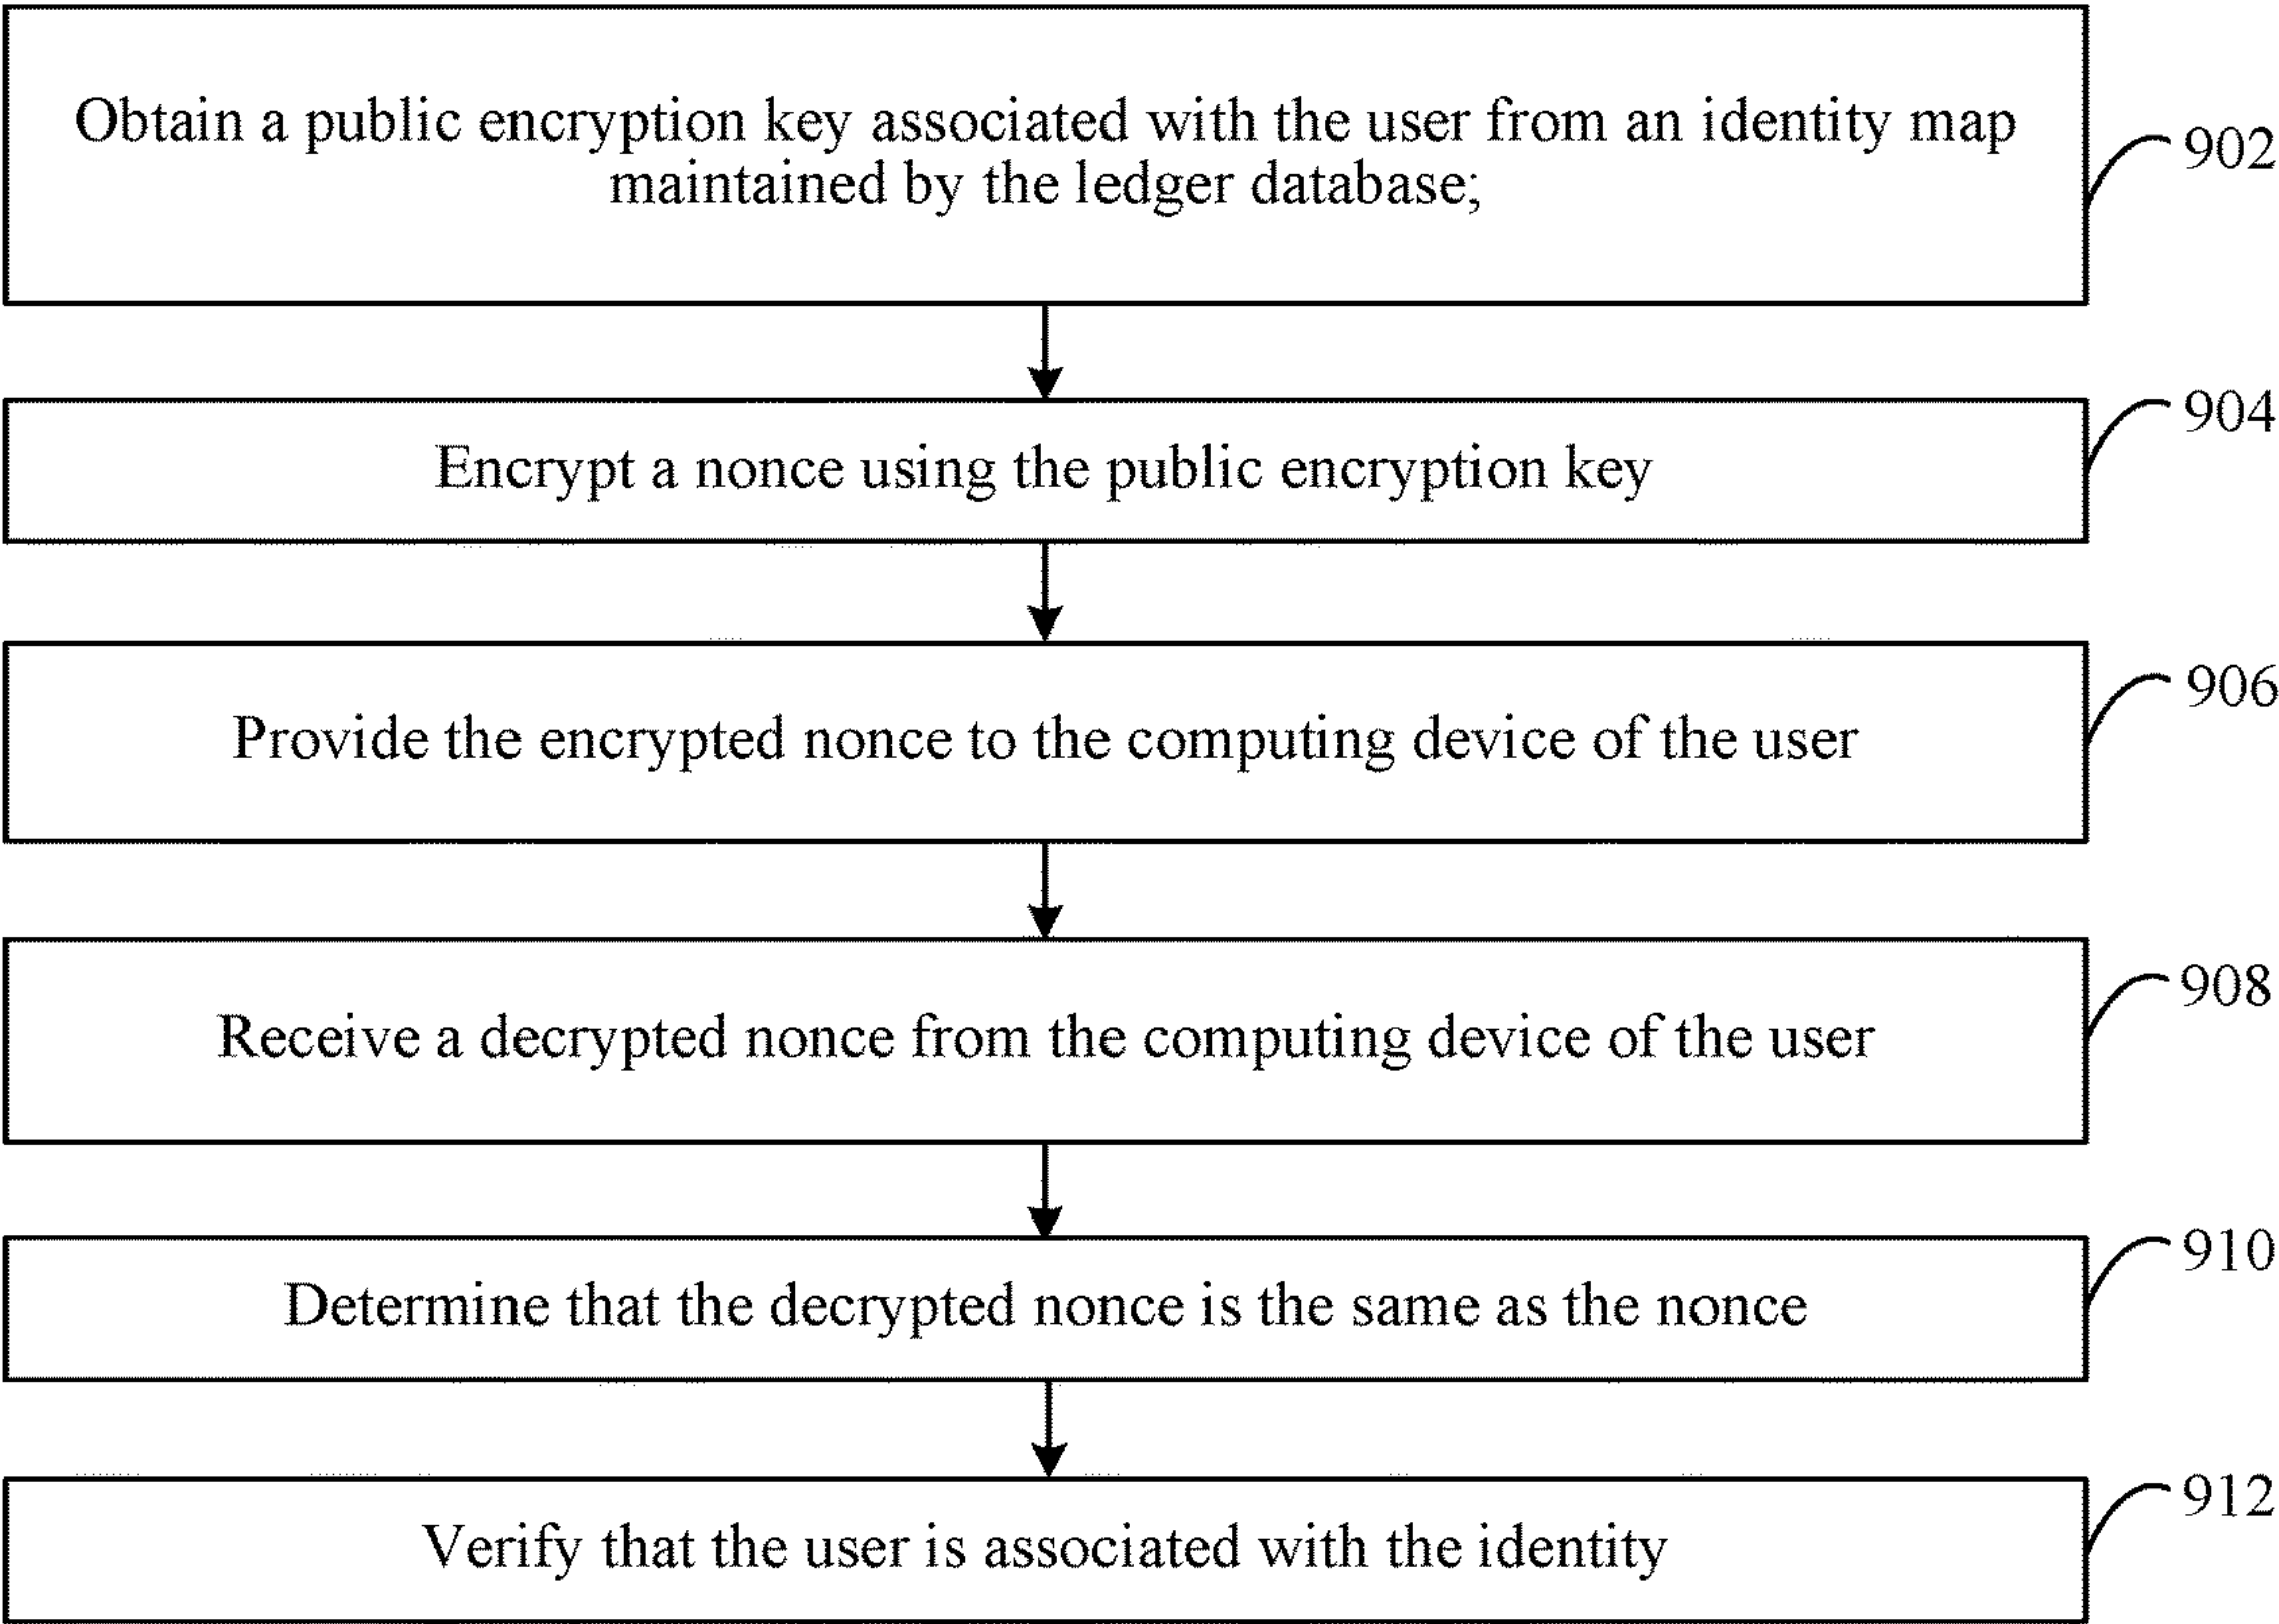 Obtain a public encryption key associated with the user from an identity map
maintained by the ledger database;
902
Encrypt a nonce using the public encryption key
904
Provide the encrypted nonce to the computing device of the user
906
Receive a decrypted nonce from the computing device of the user
908
Determine that the decrypted nonce is the same as the nonce
910
Verify that the user is associated with the identity
912